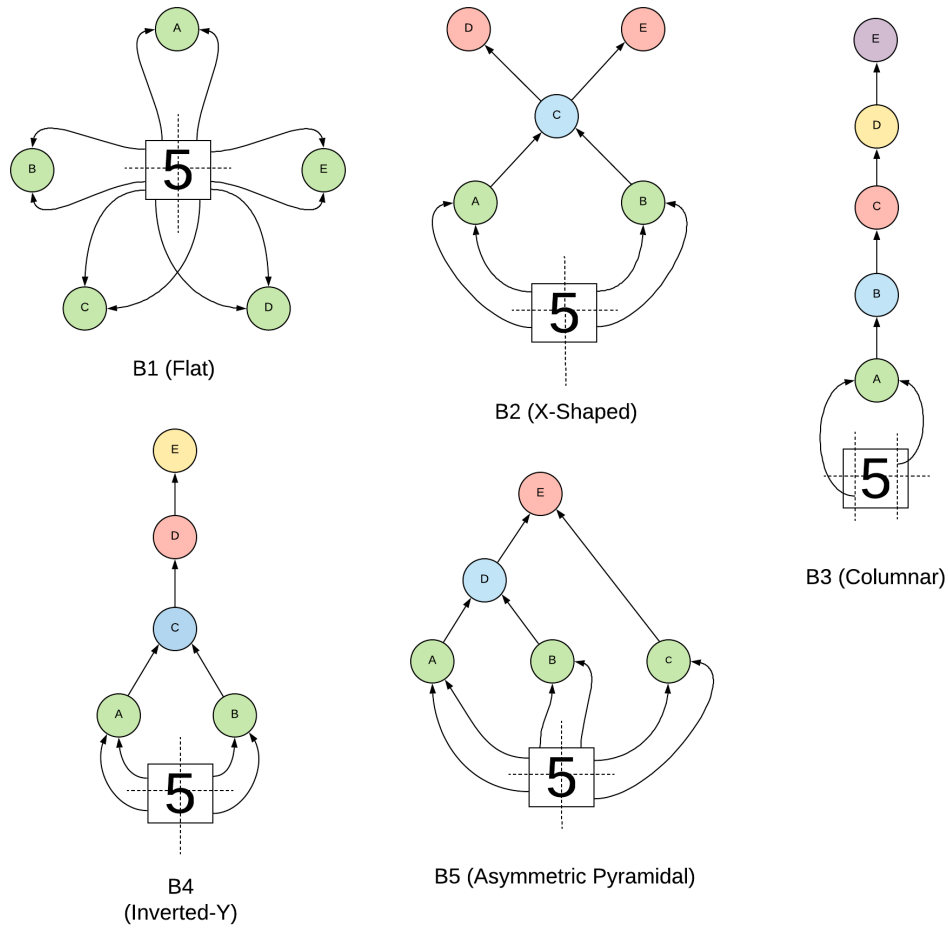 A
B
5
E
C
D
B1 (Flat)
D
E
C
A
B
5
B2 (X-Shaped)
E
D
C
B
A
5
B3 (Columnar)
E
D
C
A
B
5
B4
(Inverted-Y)
E
D
A
B
C
5
B5 (Asymmetric Pyramidal)